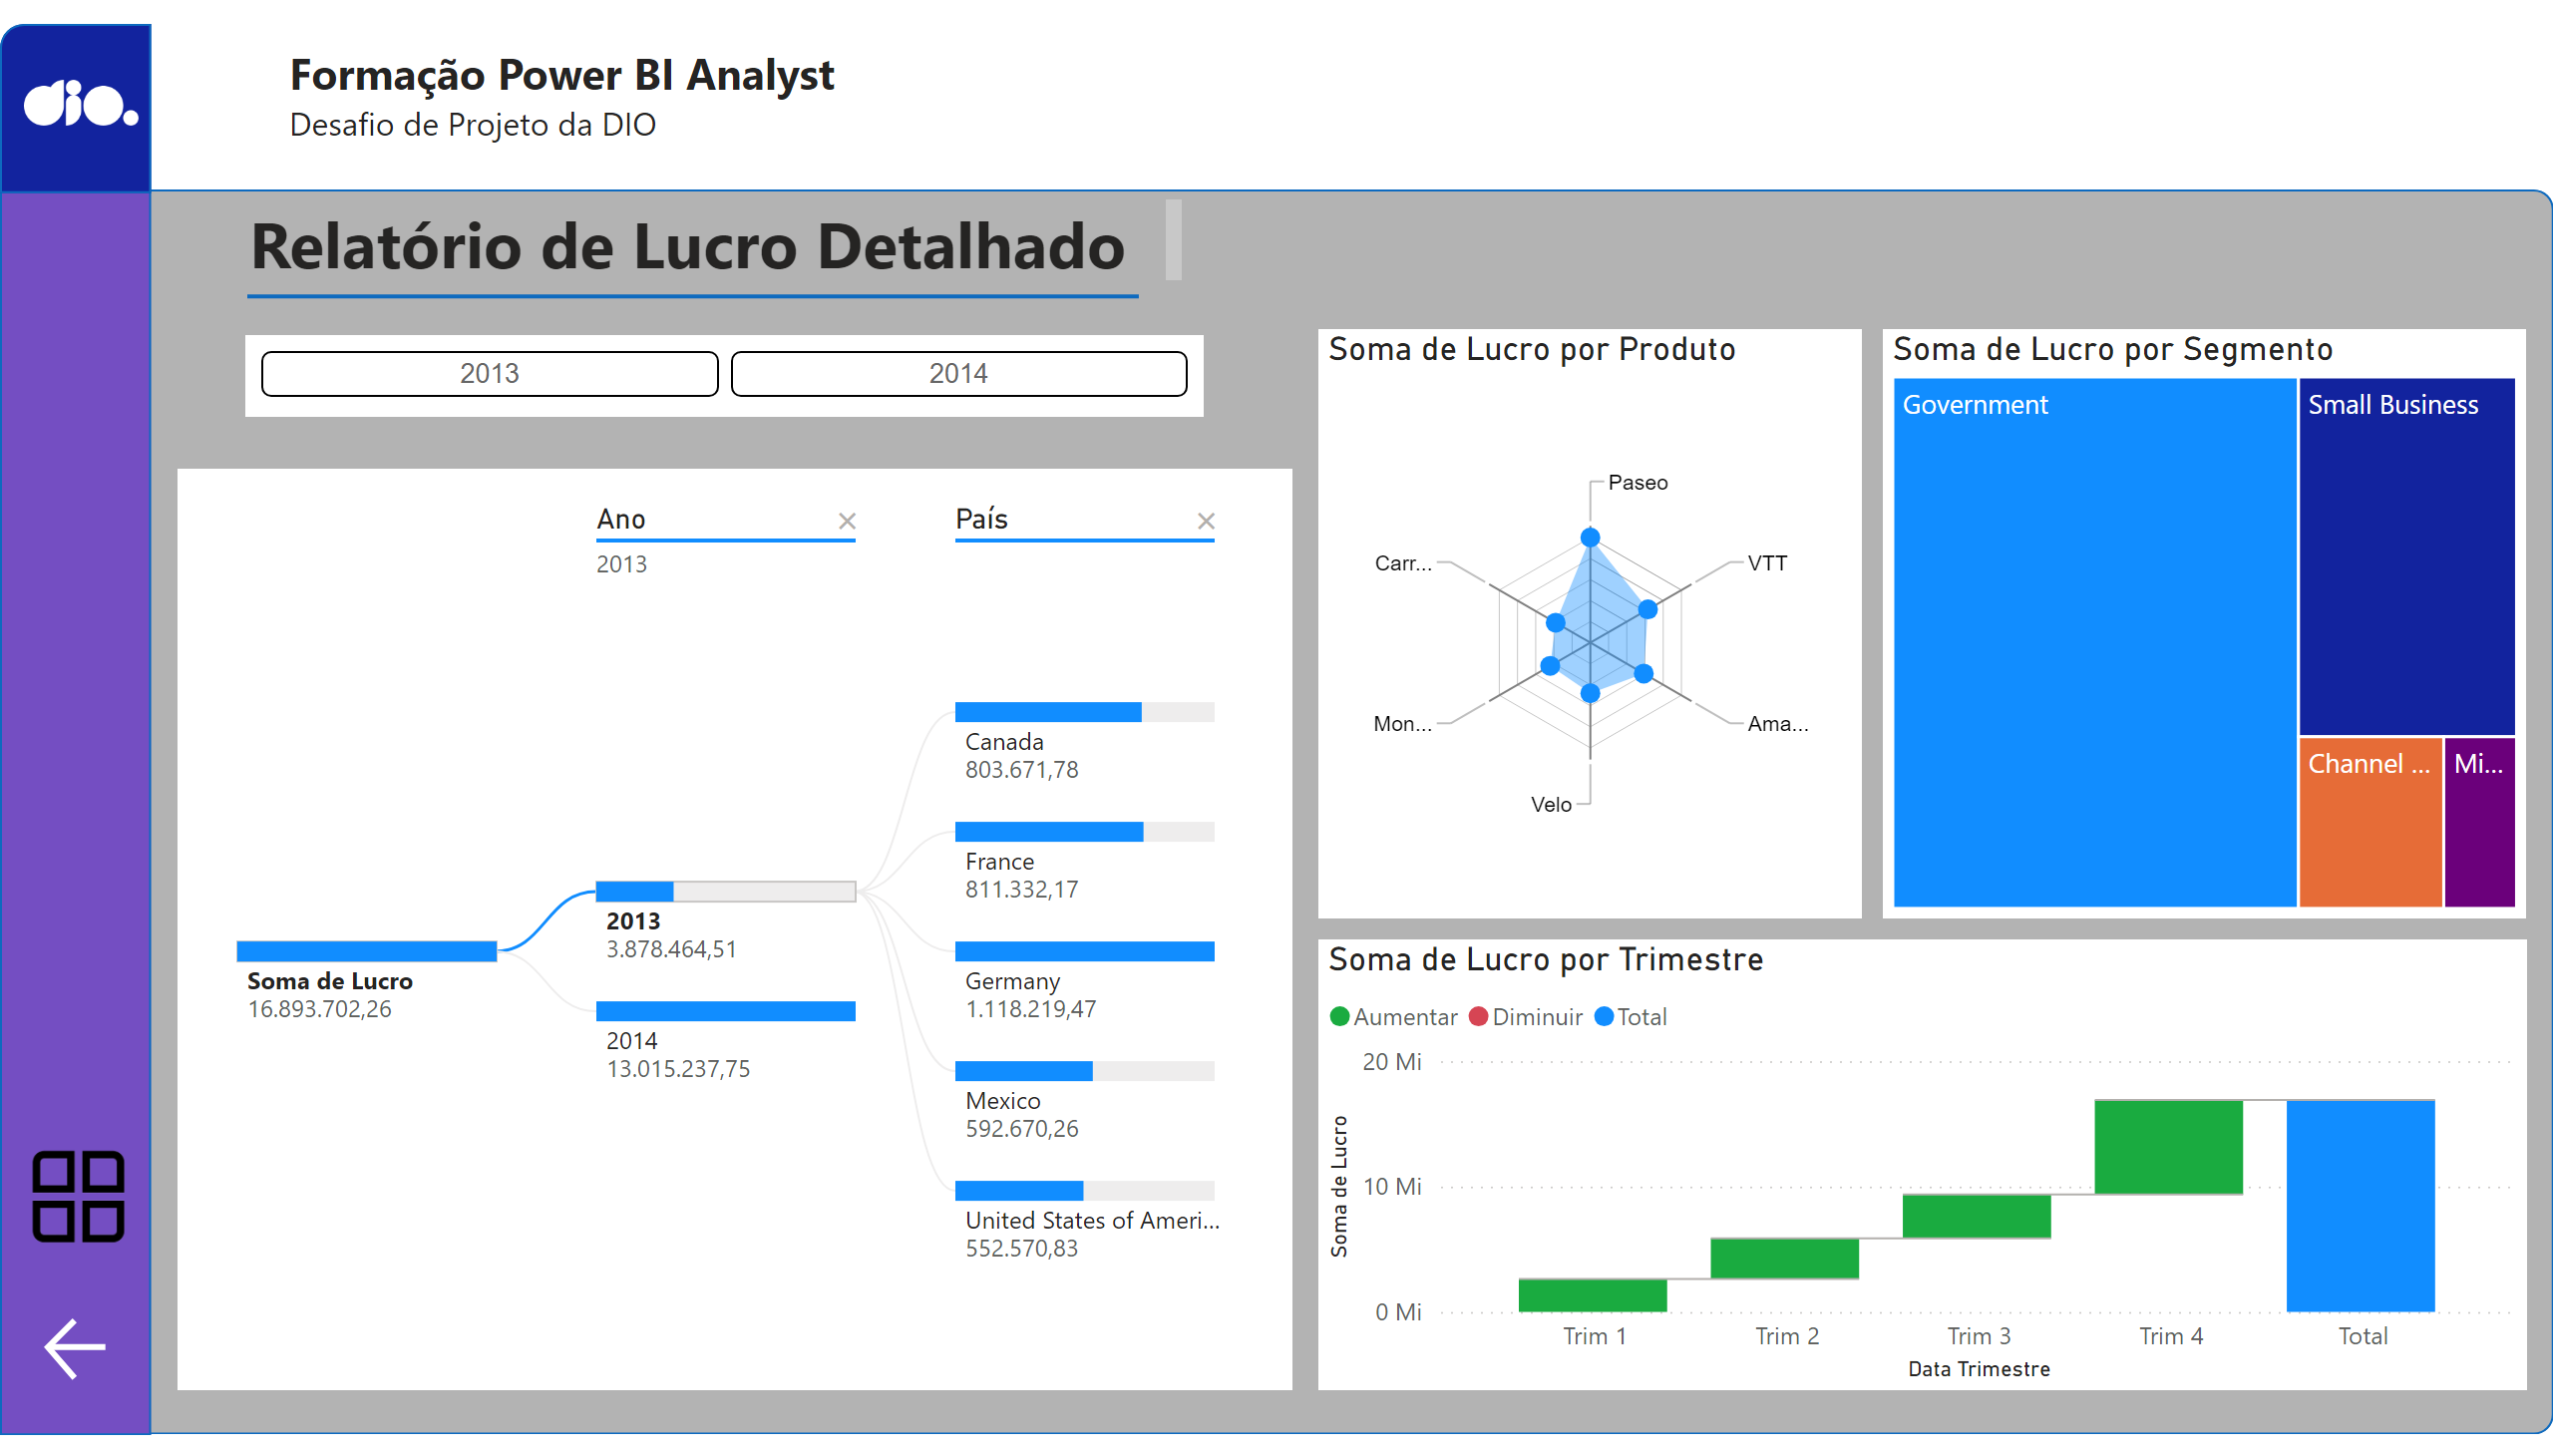 dio.
Formação Power BI Analyst
Desafio de Projeto da DIO
Relatório de Lucro Detalhado
2013
2014
Ano
2013
País
Soma de Lucro
16.893.702,26
2013
3.878.464,51
2014
13.015.237,75
Canada
803.671,78
France
811.332,17
Germany
1.118.219,47
Mexico
592.670,26
United States of Ameri...
552.570,83
Soma de Lucro por Produto
Paseo
VTT
Ama...
Velo
Mon...
Carr...
Soma de Lucro por Segmento
Government
Small Business
Channel ...
Mi...
Soma de Lucro por Trimestre
Aumentar Diminuir Total
20 Mi
10 Mi
0 Mi
Soma de Lucro
Trim 1 Trim 2 Trim 3 Trim 4 Total
Data Trimestre